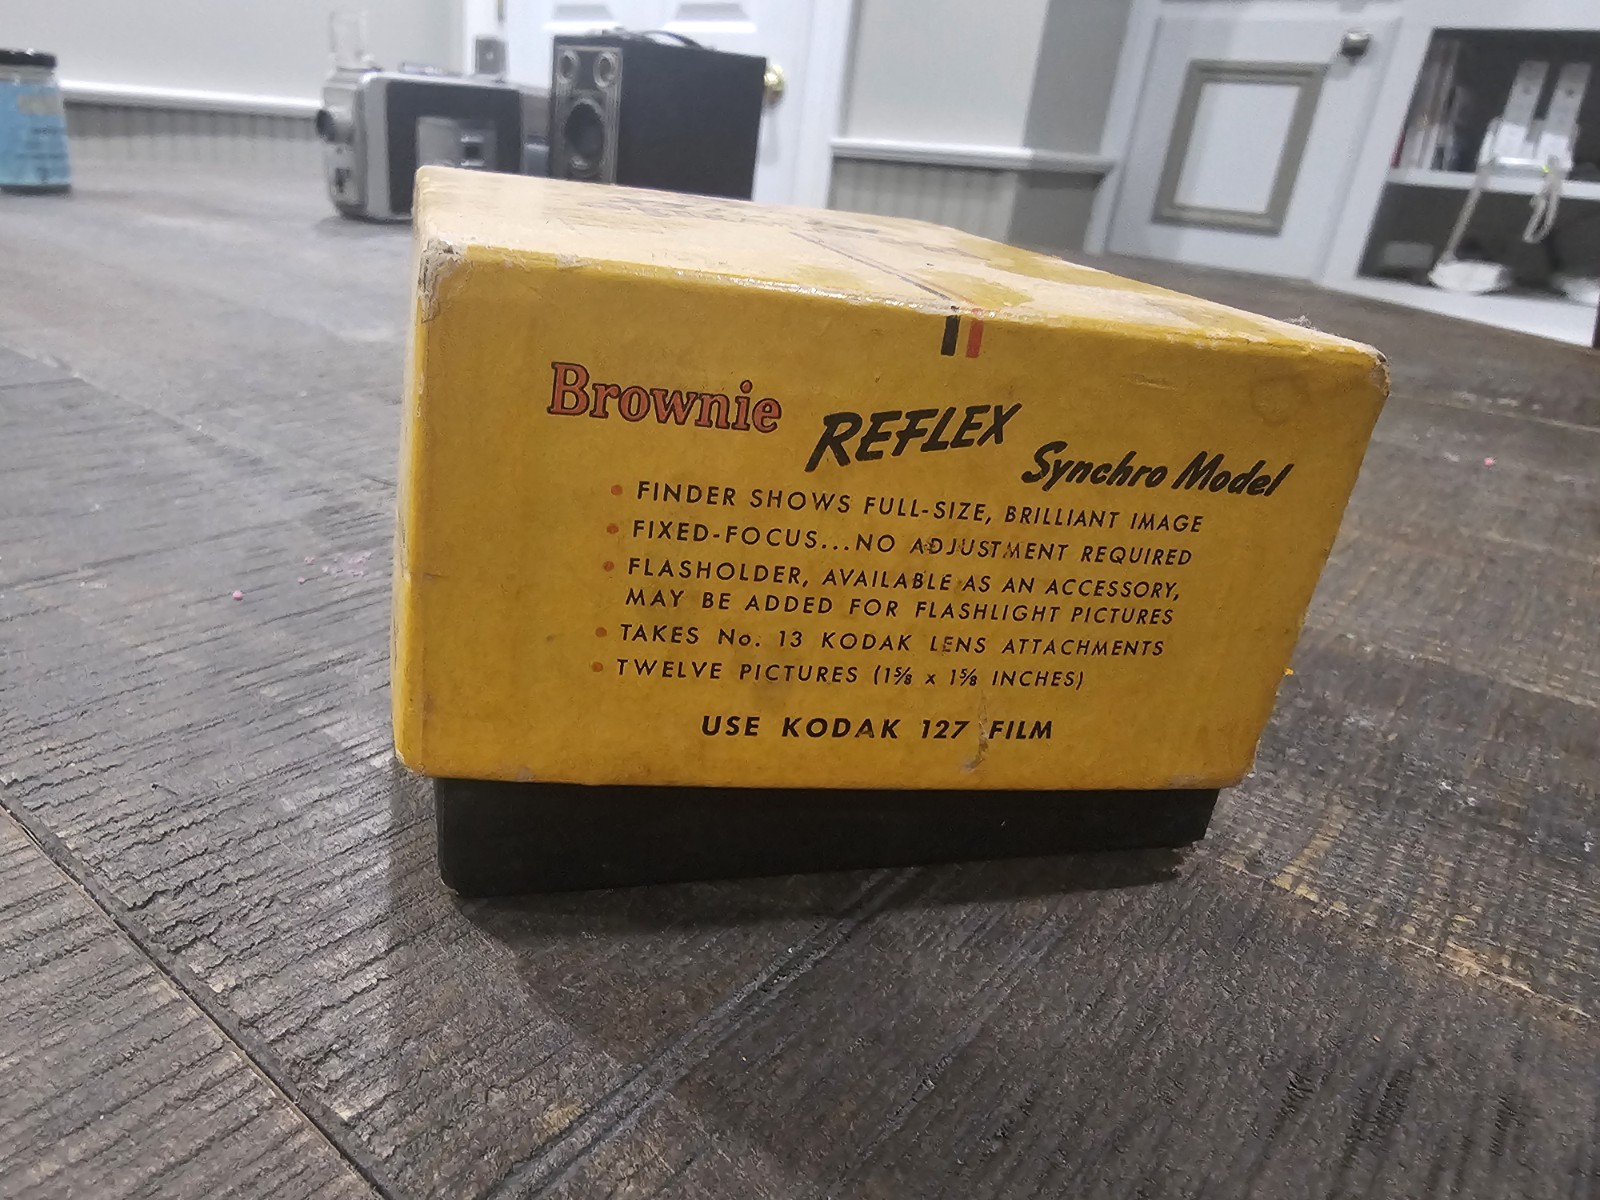 Brownie REFLEX Synchro Model
• FINDER SHOWS FULL-SIZE, BRILLIANT IMAGE
• FIXED-FOCUS...NO ADJUSTMENT REQUIRED
• FLASHOLDER, AVAILABLE AS AN ACCESSORY,
MAY BE ADDED FOR FLASHLIGHT PICTURES
• TAKES No. 13 KODAK LENS ATTACHMENTS
• TWELVE PICTURES (1⅝ x 1⅝ INCHES)
USE KODAK 127 FILM